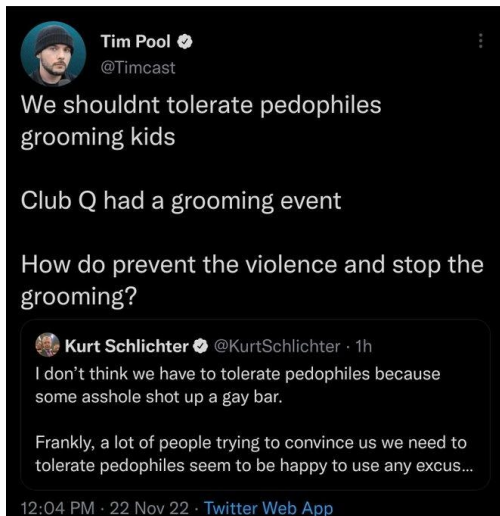 Tim Pool
@Timcast
We shouldnt tolerate pedophiles
grooming kids
Club Q had a grooming event
How do prevent the violence and stop the
grooming?
Kurt Schlichter @KurtSchlichter · 1h
I don't think we have to tolerate pedophiles because
some asshole shot up a gay bar.
Frankly, a lot of people trying to convince us we need to
tolerate pedophiles seem to be happy to use any excus...
12:04 PM · 22 Nov 22 · Twitter Web App